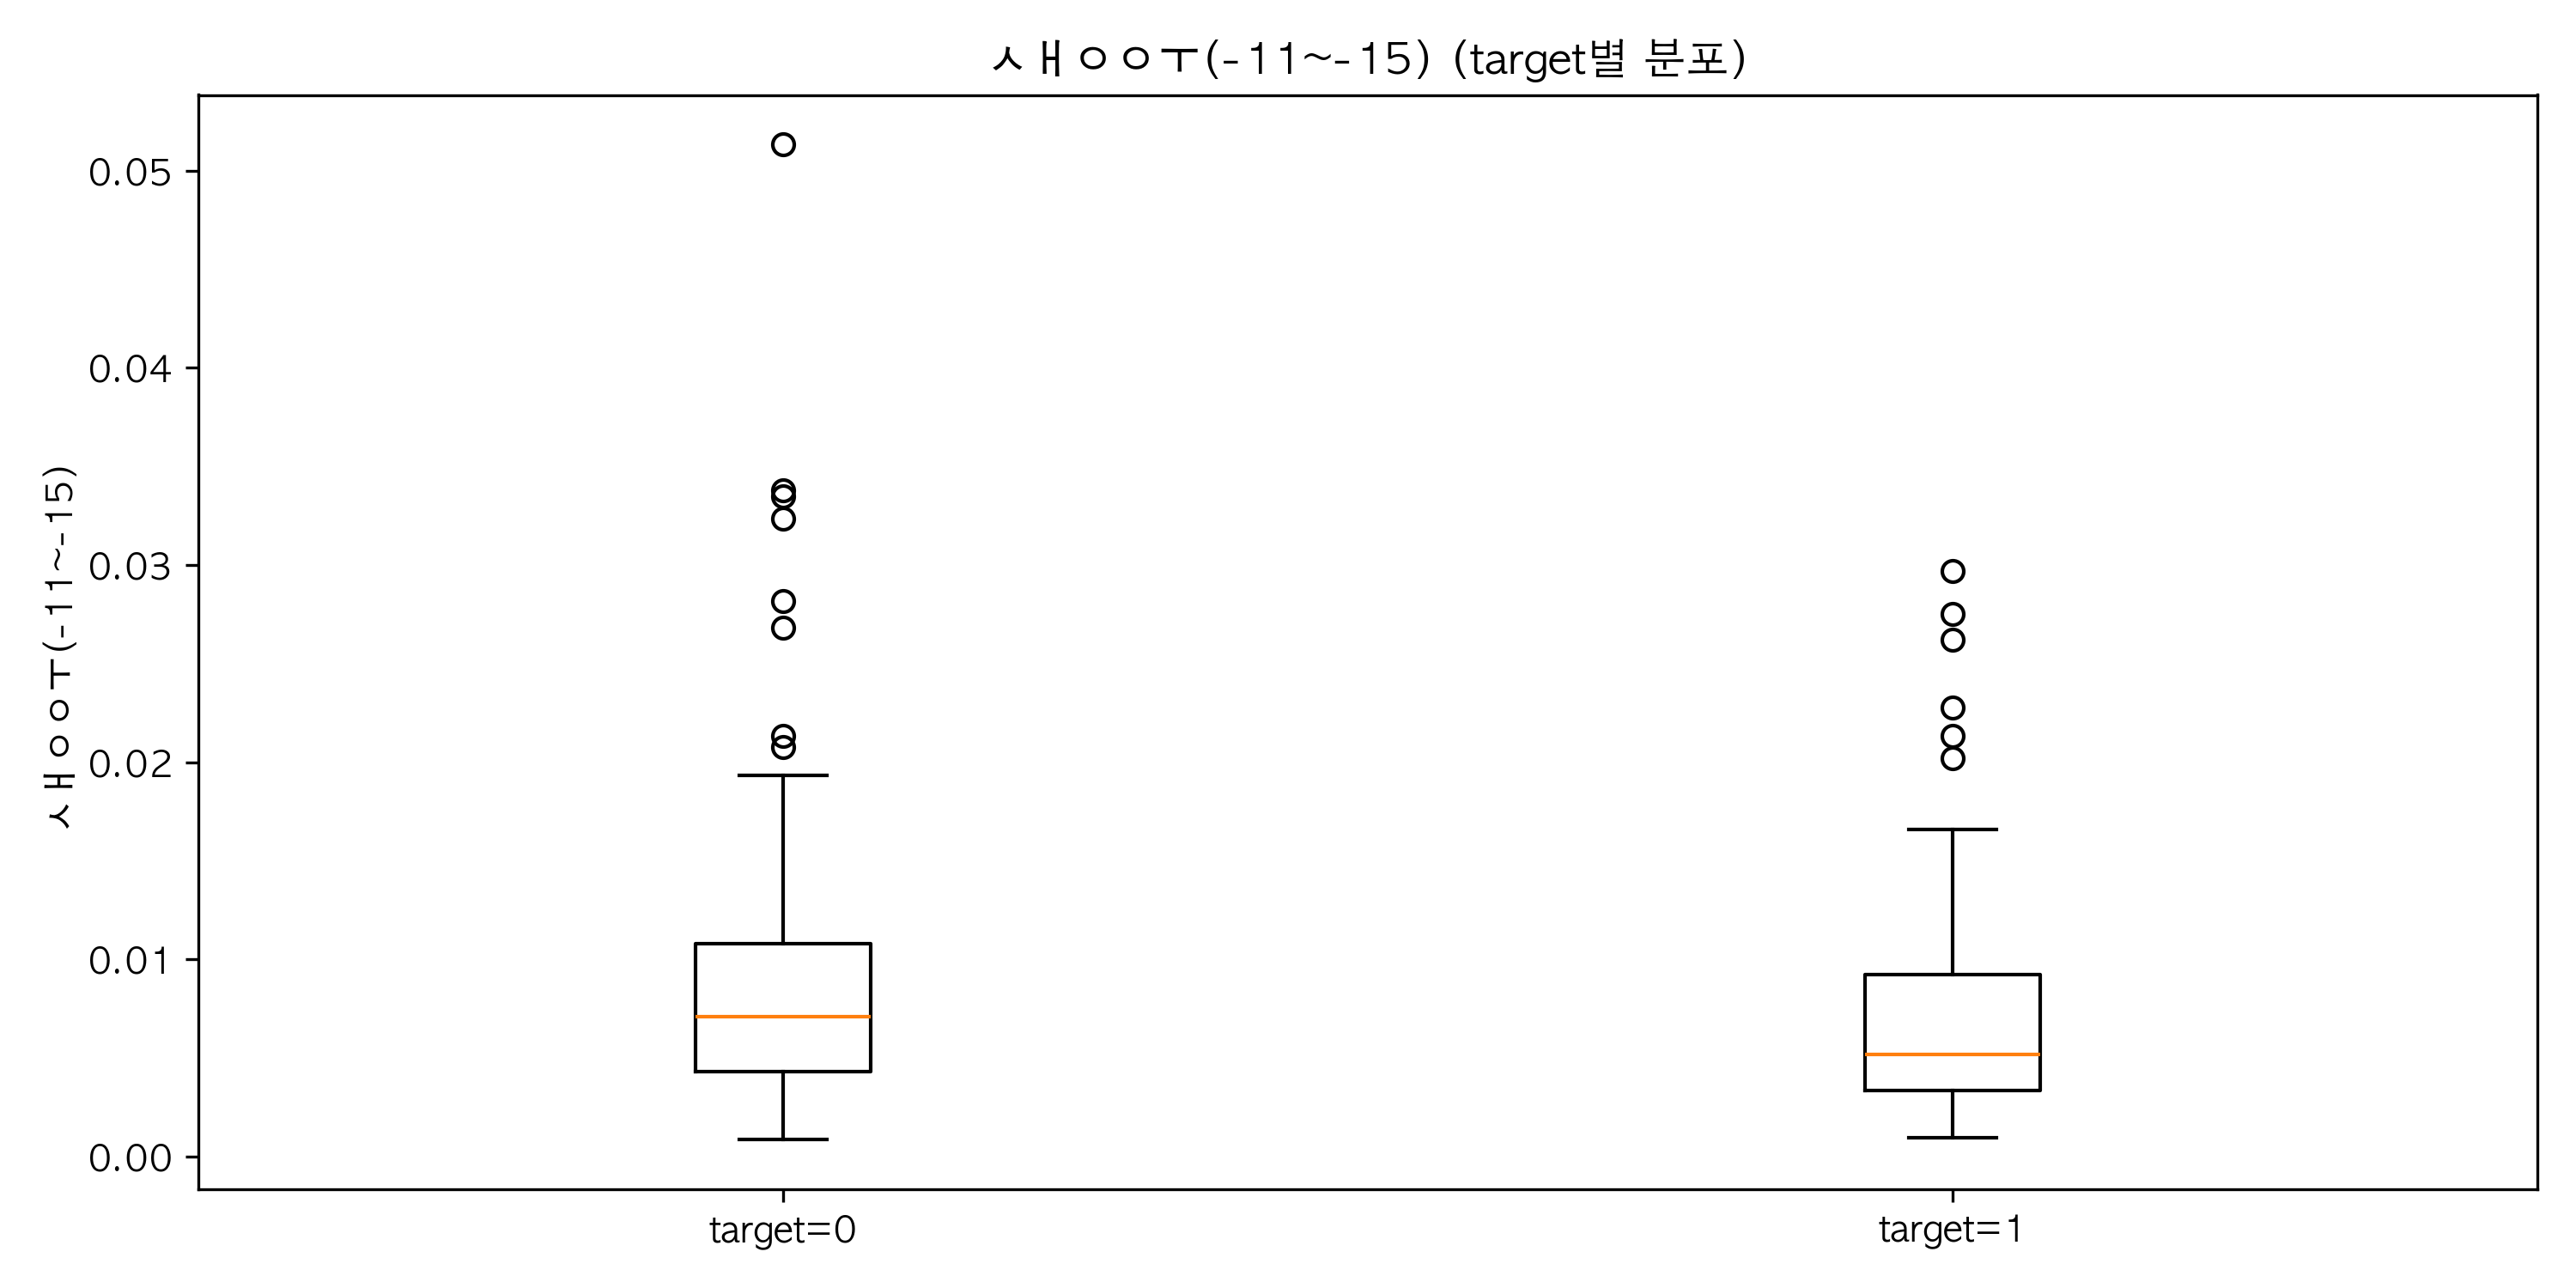 ㅅㅐㅇㅇㅜ(-11~-15) (target별 분포)
ㅅㅐㅇㅇㅜ(-11~-15)
0.05
0.04
0.03
0.02
0.01
0.00
target=0
target=1